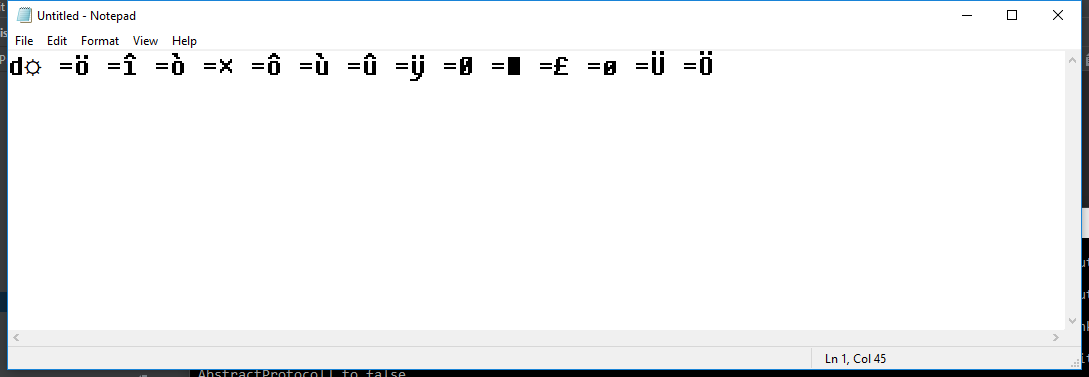 Untitled - Notepad
File Edit Format View Help
d☼ =ö =î =ò =× =ô =ù =û =ÿ =Ø =■ =£ =ø =Ü =Ö
Ln 1, Col 45
AbstractProtocol] to false